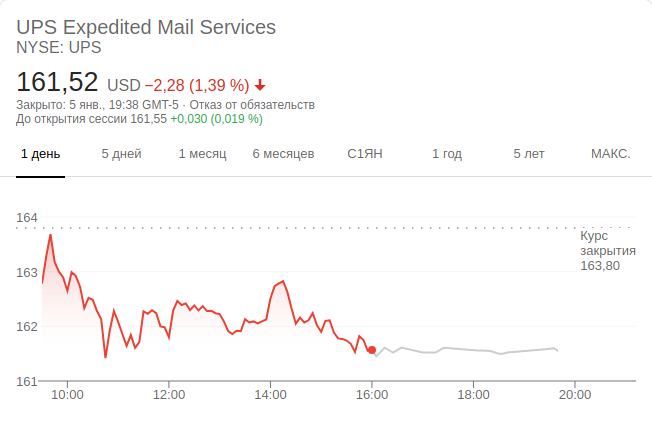 UPS Expedited Mail Services
NYSE: UPS
161,52 USD −2,28 (1,39 %)
Закрыто: 5 янв., 19:38 GMT-5 · Отказ от обязательств
До открытия сессии 161,55 +0,030 (0,019 %)
1 день 5 дней 1 месяц 6 месяцев С1ЯН 1 год 5 лет МАКС.
164
Курс
закрытия
163,80
163
162
161
10:00 12:00 14:00 16:00 18:00 20:00